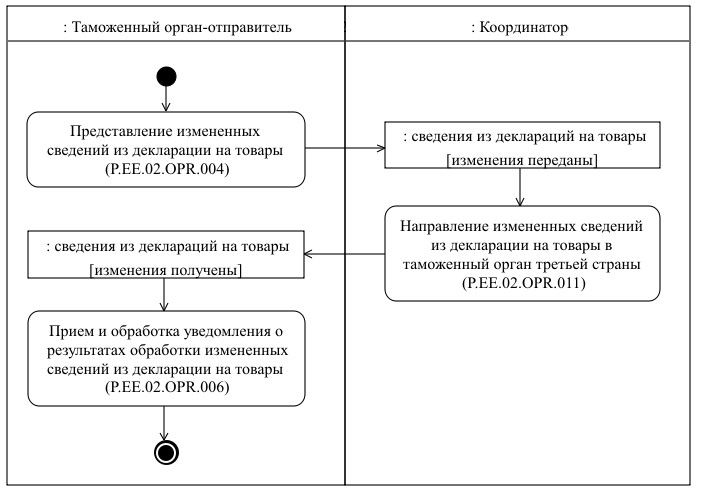 : Таможенный орган-отправитель
: Координатор
Представление измененных
сведений из декларации на товары
(P.EE.02.OPR.004)
: сведения из деклараций на товары
[изменения переданы]
Направление измененных сведений
из декларации на товары в
таможенный орган третьей страны
(P.EE.02.OPR.011)
: сведения из деклараций на товары
[изменения получены]
Прием и обработка уведомления о
результатах обработки измененных
сведений из декларации на товары
(P.EE.02.OPR.006)